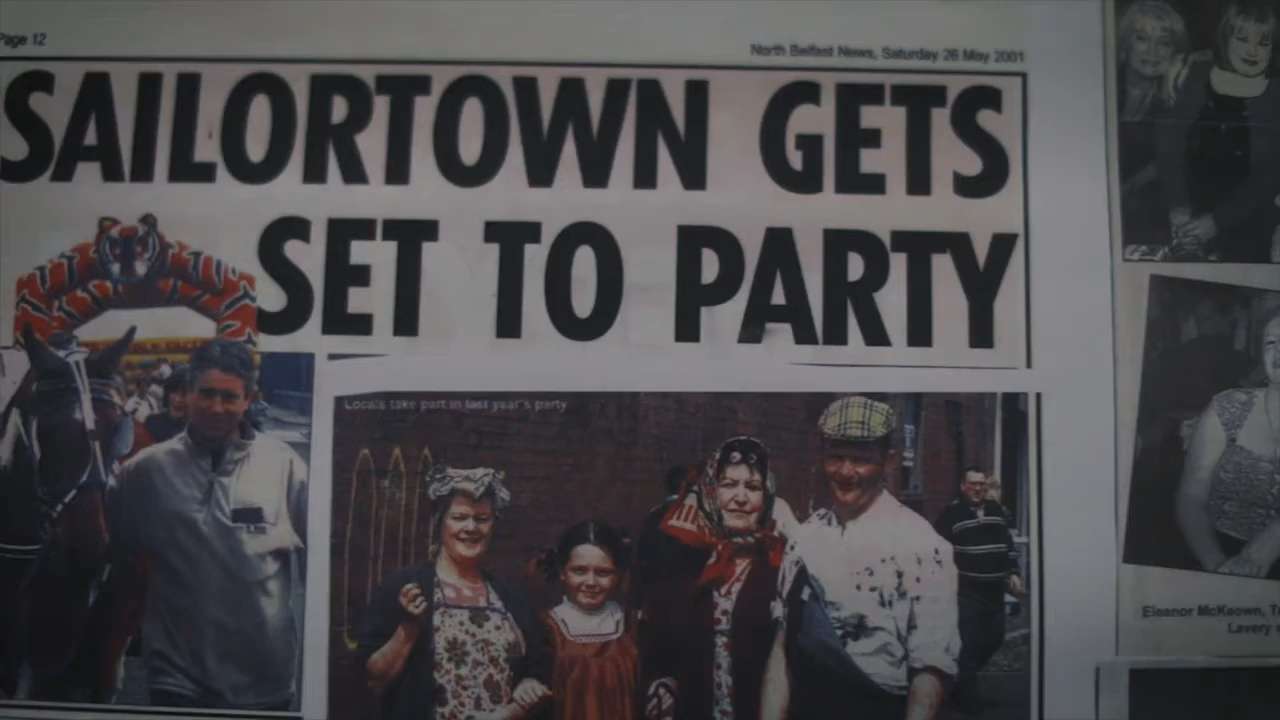 Page 12
North Belfast News, Saturday 26 May 2001
SAILORTOWN GETS
SET TO PARTY
Locals take part in last year's party
Eleanor McKeown, T
Lavery